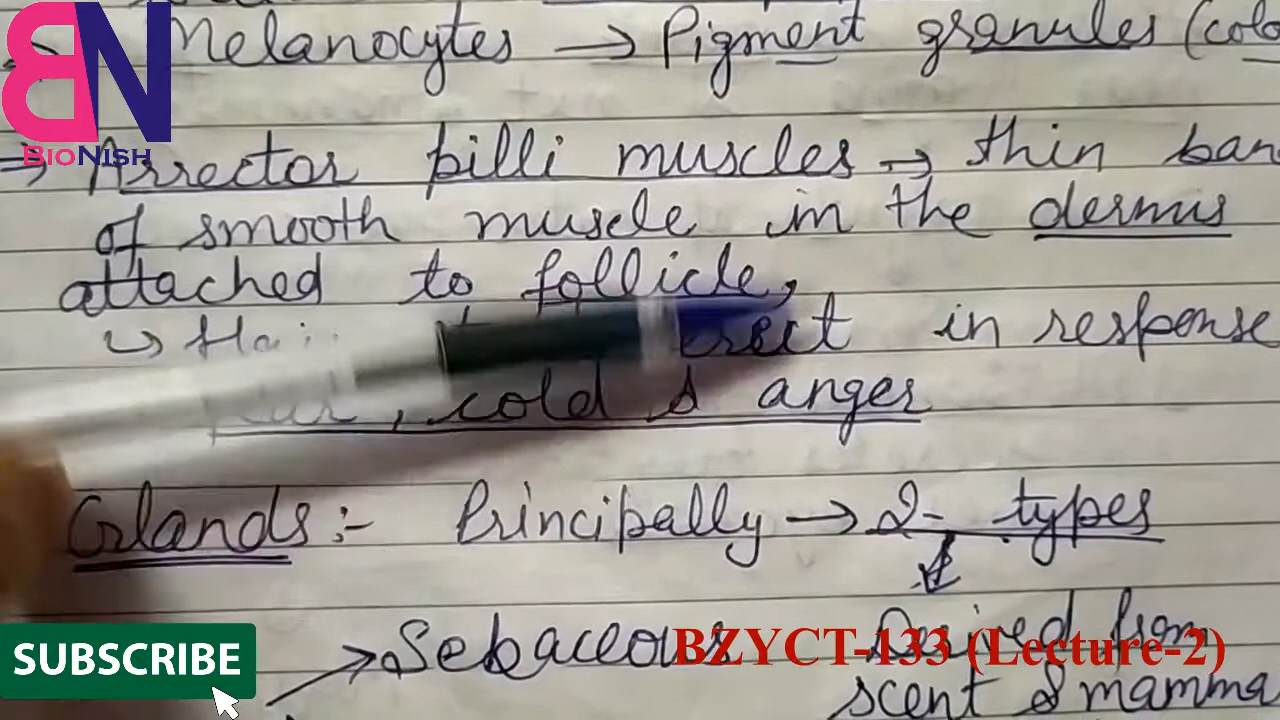 Melanocytes → Pigment granules (colo
BN
BIONISH
⇒ Arrector pilli muscles → thin ban
of smooth muscle in the dermis
attached to follicle,
↳ Hai erect in response
, cold & anger
Glands :- Principally → 2- types
→ Sebaceous Derived from
BZYCT-133 (Lecture-2)
scent & mamma
SUBSCRIBE